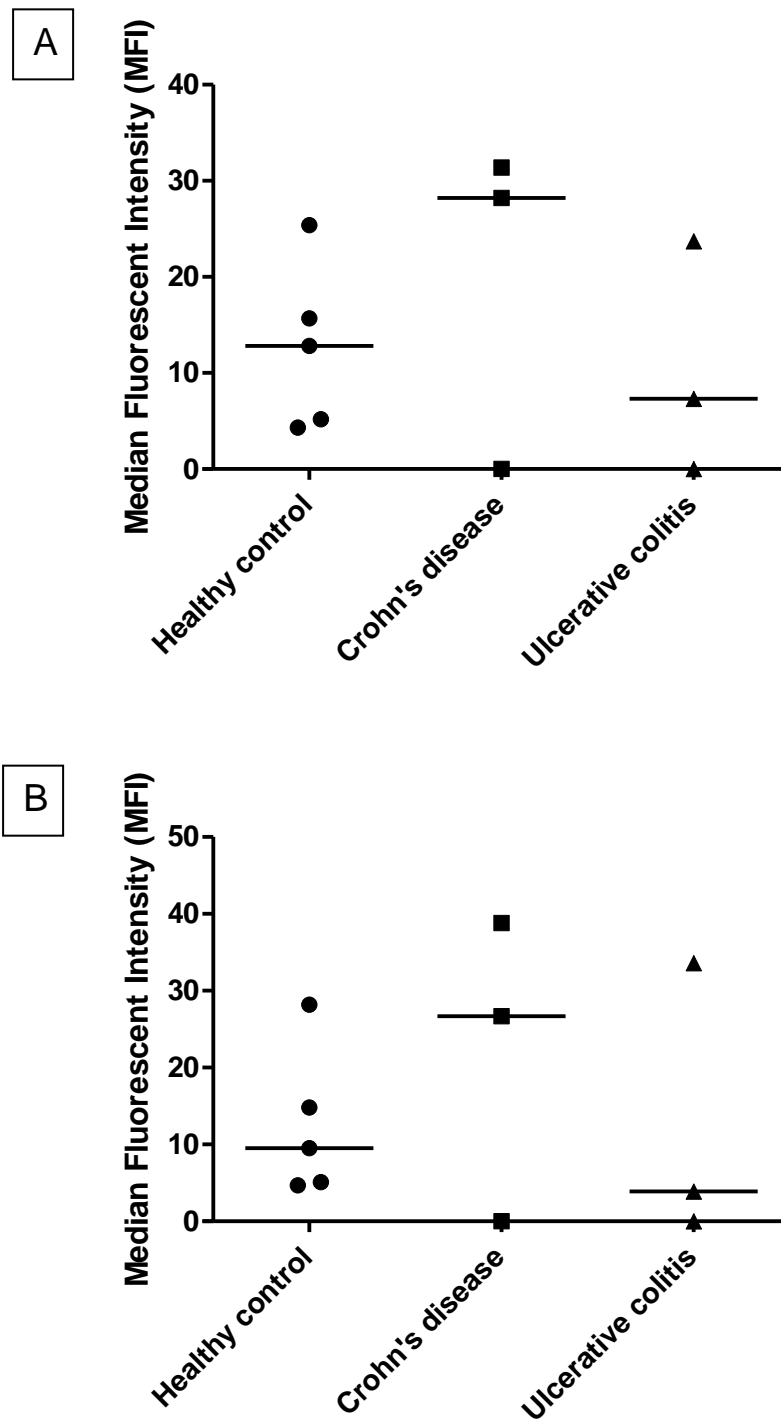 A
Median Fluorescent Intensity (MFI)
40
30
20
10
0
Healthy control
Crohn's disease
Ulcerative colitis
B
Median Fluorescent Intensity (MFI)
50
40
30
20
10
0
Healthy control
Crohn's disease
Ulcerative colitis